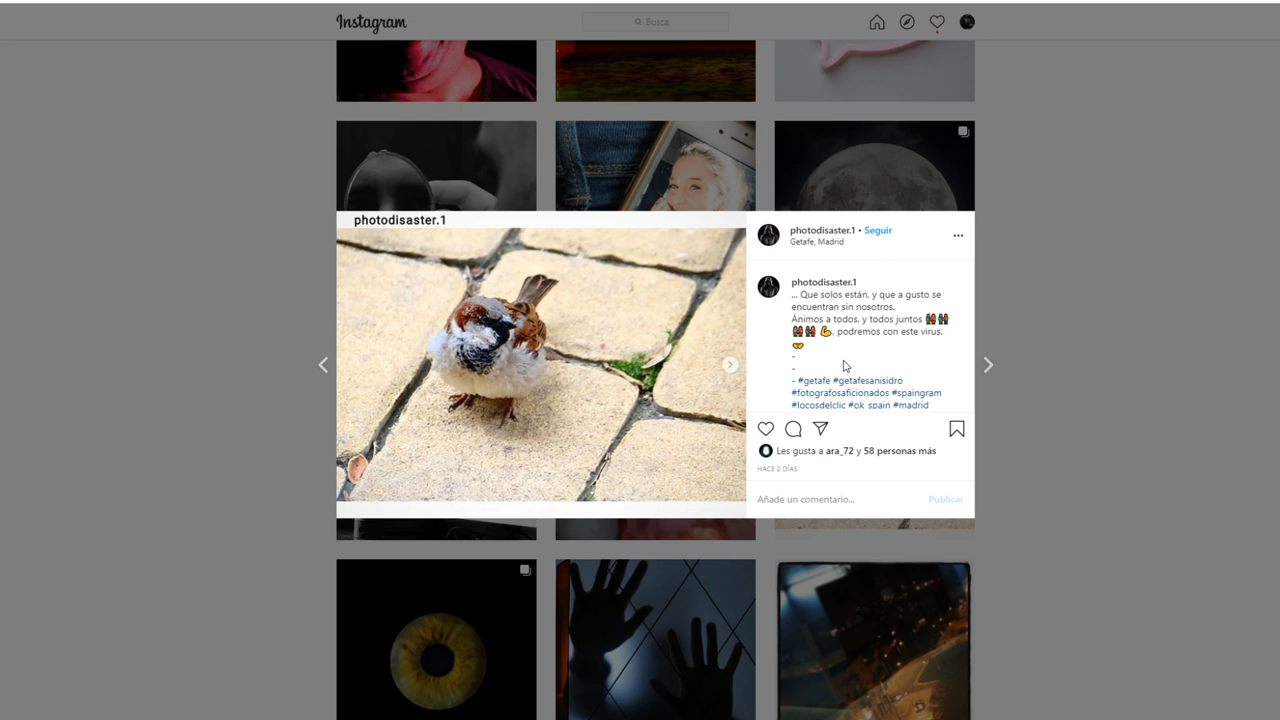 Instagram
Busca
photodisaster.1
photodisaster.1 • Seguir
Getafe, Madrid
photodisaster.1
... Que solos están, y que a gusto se
encuentran sin nosotros.
Ánimos a todos, y todos juntos 👫👫
👫👫 💪, podremos con este virus.
-
-
- #getafe #getafesanisidro
#fotografosaficionados #spaingram
#locosdelclic #ok_spain #madrid
Les gusta a ara_72 y 58 personas más
HACE 2 DÍAS
Añade un comentario...
Publicar